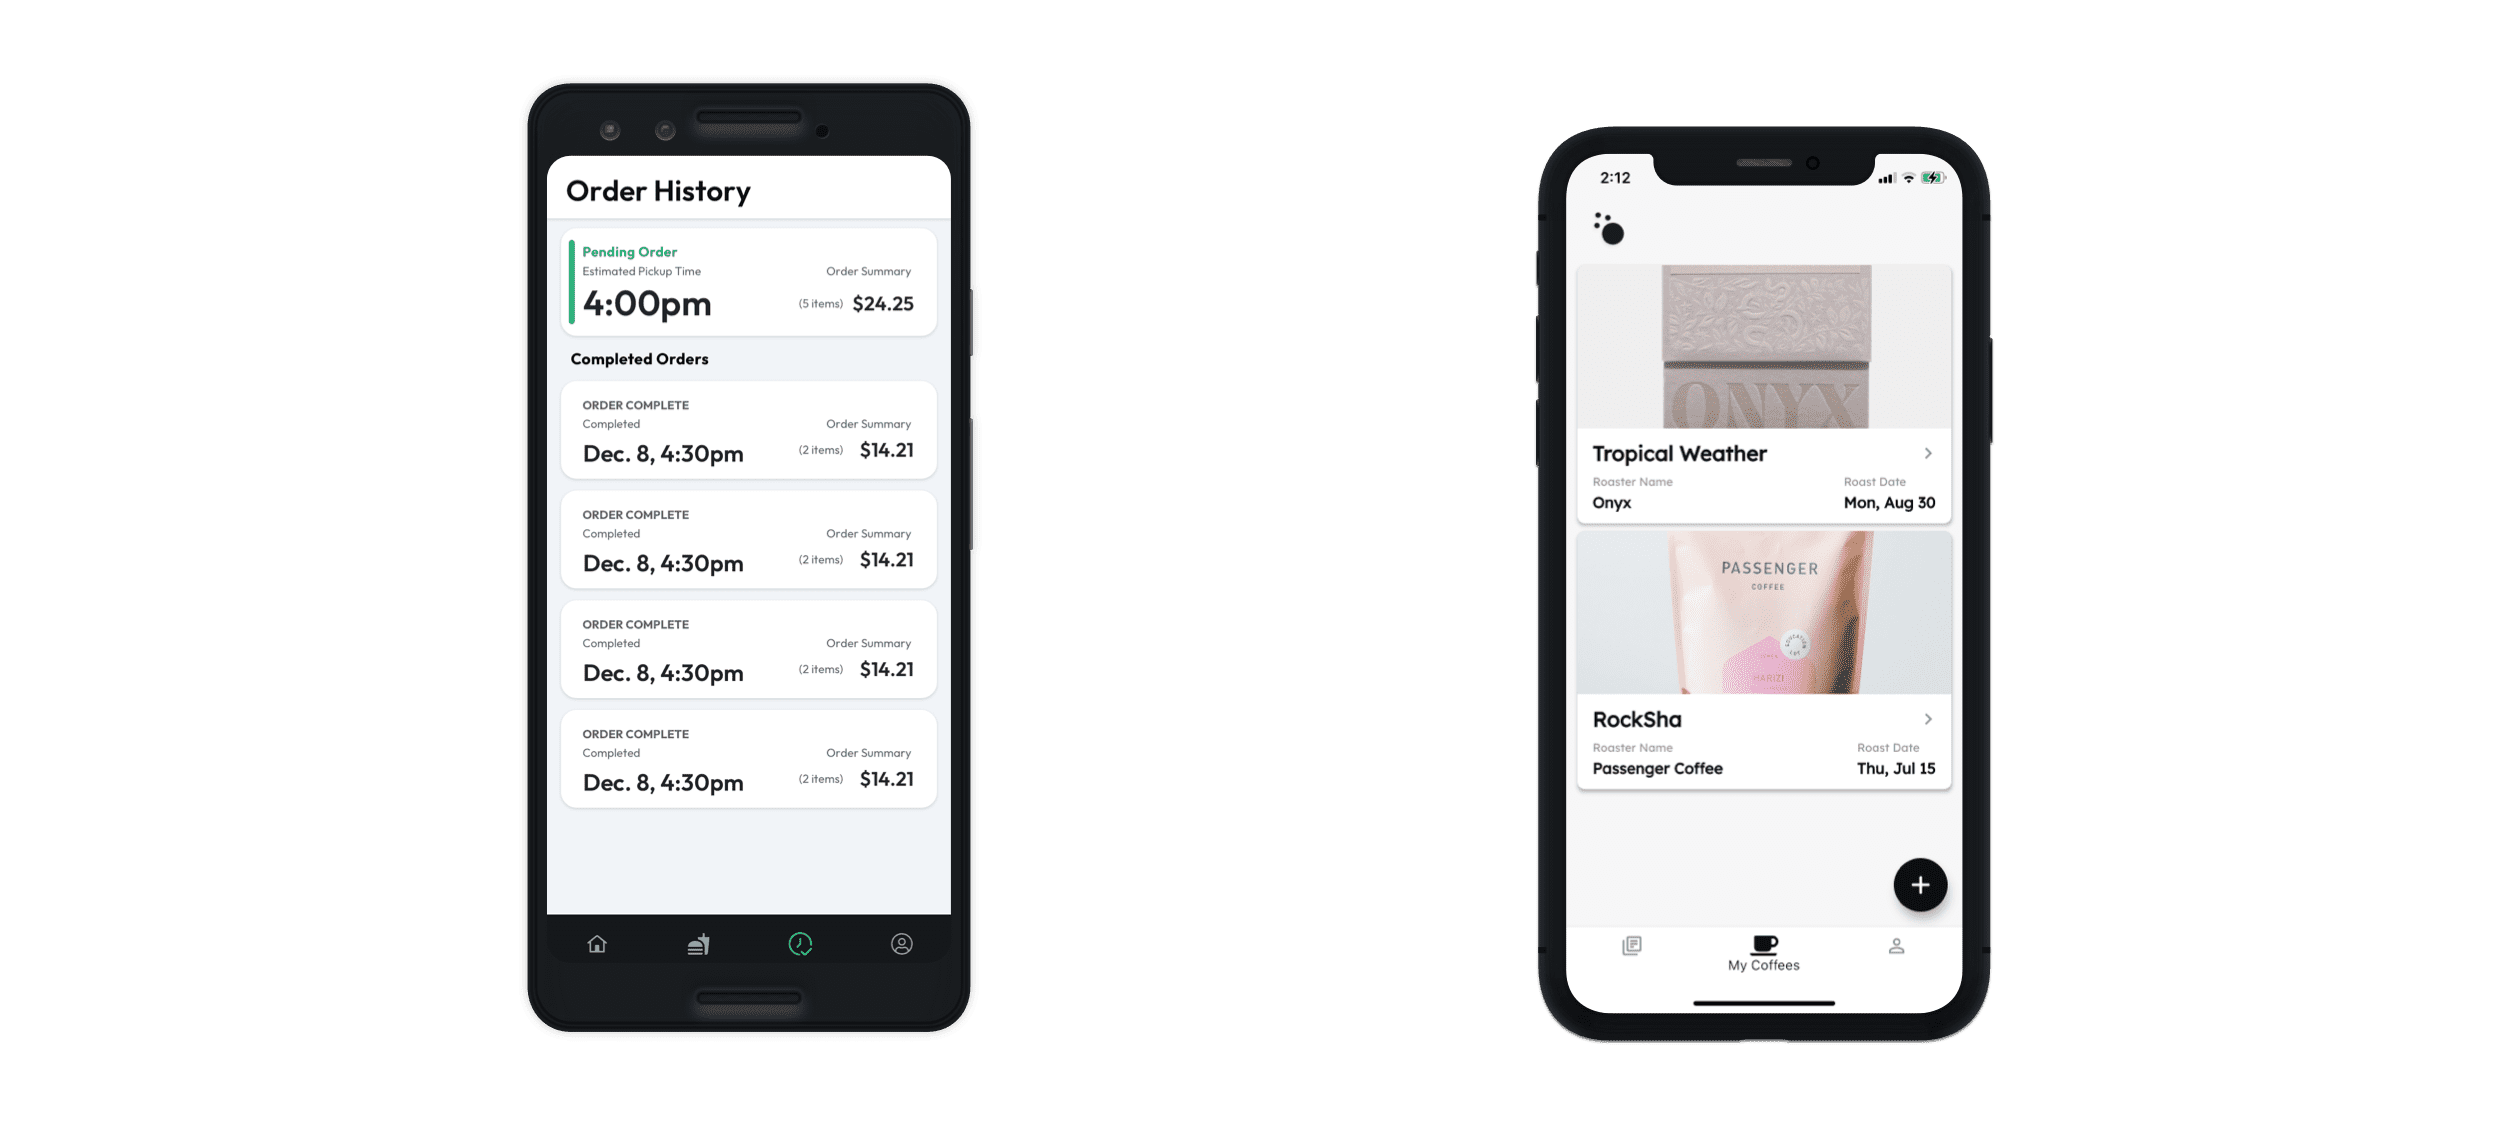 Order History
Pending Order
Estimated Pickup Time
Order Summary
4:00pm
(5 items) $24.25
Completed Orders
ORDER COMPLETE
Completed
Order Summary
Dec. 8, 4:30pm
(2 items) $14.21
ORDER COMPLETE
Completed
Order Summary
Dec. 8, 4:30pm
(2 items) $14.21
ORDER COMPLETE
Completed
Order Summary
Dec. 8, 4:30pm
(2 items) $14.21
ORDER COMPLETE
Completed
Order Summary
Dec. 8, 4:30pm
(2 items) $14.21
2:12
ONYX
Tropical Weather
Roaster Name
Roast Date
Onyx
Mon, Aug 30
PASSENGER
COFFEE
HARIZI
RockSha
Roaster Name
Roast Date
Passenger Coffee
Thu, Jul 15
My Coffees